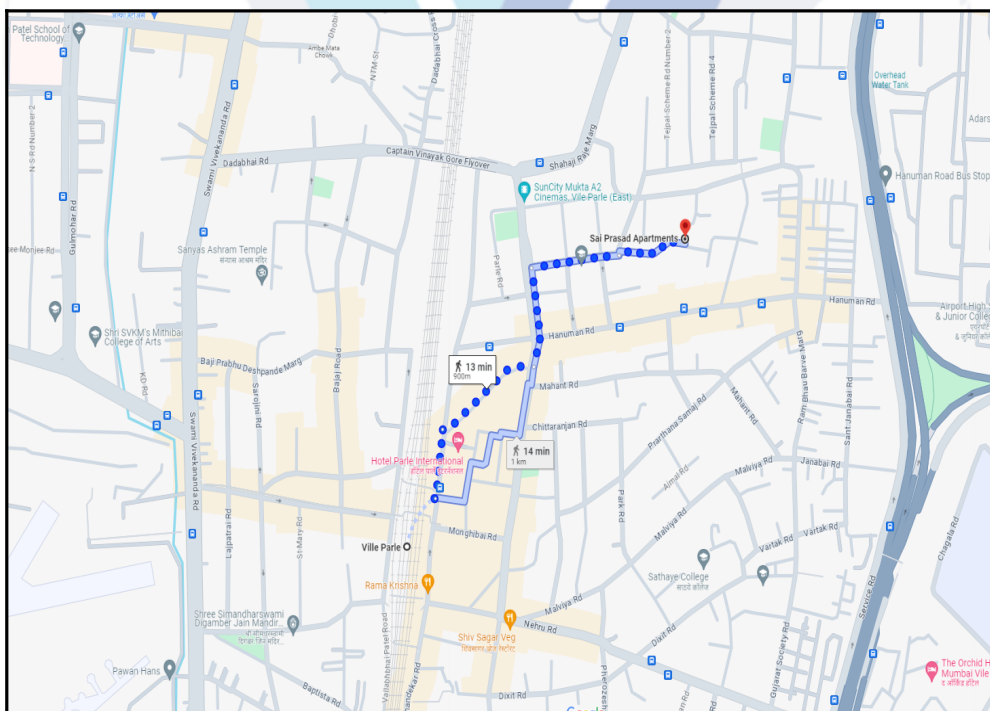 Patel School of
Technology
Ambe Mata
Chowk
NTM St
Dadabhai Cross Rd
Tejpal Scheme Rd Number 2
Tejpal Scheme Rd 4
Overhead
Water Tank
N-S Rd Number 2
Swami Vivekananda Rd
Captain Vinayak Gore Flyover
Dadabhai Rd
Shahaji Raje Marg
Hanuman Road Bus Stop
SunCity Mukta A2
Cinemas, Vile Parle (East)
Gulmohar Rd
Sai Prasad Apartments
Sanyas Ashram Temple
संन्यास आश्रम मंदिर
Parle Rd
Hanuman Rd
Airport High
& Junior
Shri SVKM's Mithibai
College of Arts
Hanuman Rd
Baji Prabhu
Deshpande Marg
Bajaj Road
13 min
900m
KD Rd
Sarojini Rd
Mahant Rd
Mahant Rd
Ram Bhau Barve Marg
Sant Janabai Rd
Chittaranjan Rd
Prarthana Samaj Rd
Swami Vivekananda Rd
14 min
1 km
Hotel Parle International
Malviya Rd
Janabai Rd
Ajmal Rd
Park Rd
Malviya Rd
Vartak Rd
Vartak Rd
Monghibai Rd
St Mary Rd
Lajpatrai Rd
Ville Parle
Chagala Rd
Service Rd
Sathaye College
साठये कॉलेज
Rama Krishna
Malviya Rd
Shree Simandharswami
Digamber Jain Mandir...
Shiv Sagar Veg
Nehru Rd
Dixit Rd
Gujarat Society Rd
Vallabhbhai Patel Road
Pawan Hans
The Orchid H
Mumbai Vile
Baptista Rd
Dixit Rd